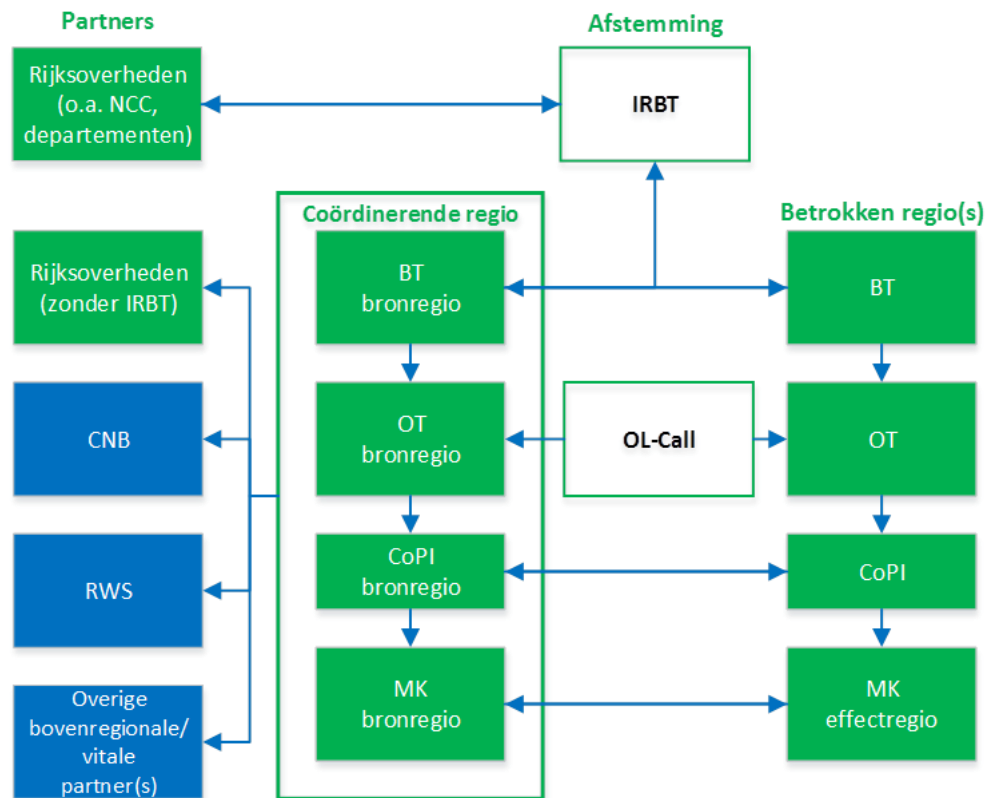 Partners
Afstemming
Rijksoverheden
(o.a. NCC,
departementen)
IRBT
Coördinerende regio
Betrokken regio(s)
Rijksoverheden
(zonder IRBT)
BT
bronregio
BT
CNB
OT
bronregio
OL-Call
OT
RWS
CoPI
bronregio
CoPI
Overige
bovenregionale/
vitale
partner(s)
MK
bronregio
MK
effectregio